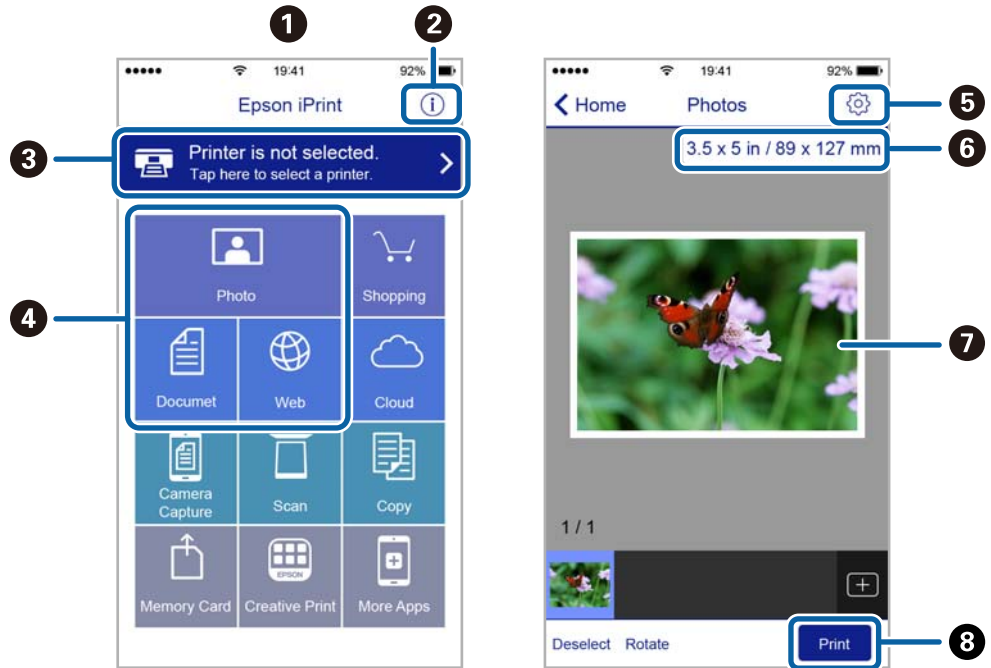 1
2
19:41
92%
Epson iPrint
i
3
Printer is not selected.
Tap here to select a printer.
4
Photo
Shopping
Documet
Web
Cloud
Camera
Capture
Scan
Copy
EPSON
Memory Card
Creative Print
More Apps
19:41
92%
Home
Photos
5
3.5 x 5 in / 89 x 127 mm
6
7
1 / 1
Deselect
Rotate
Print
8